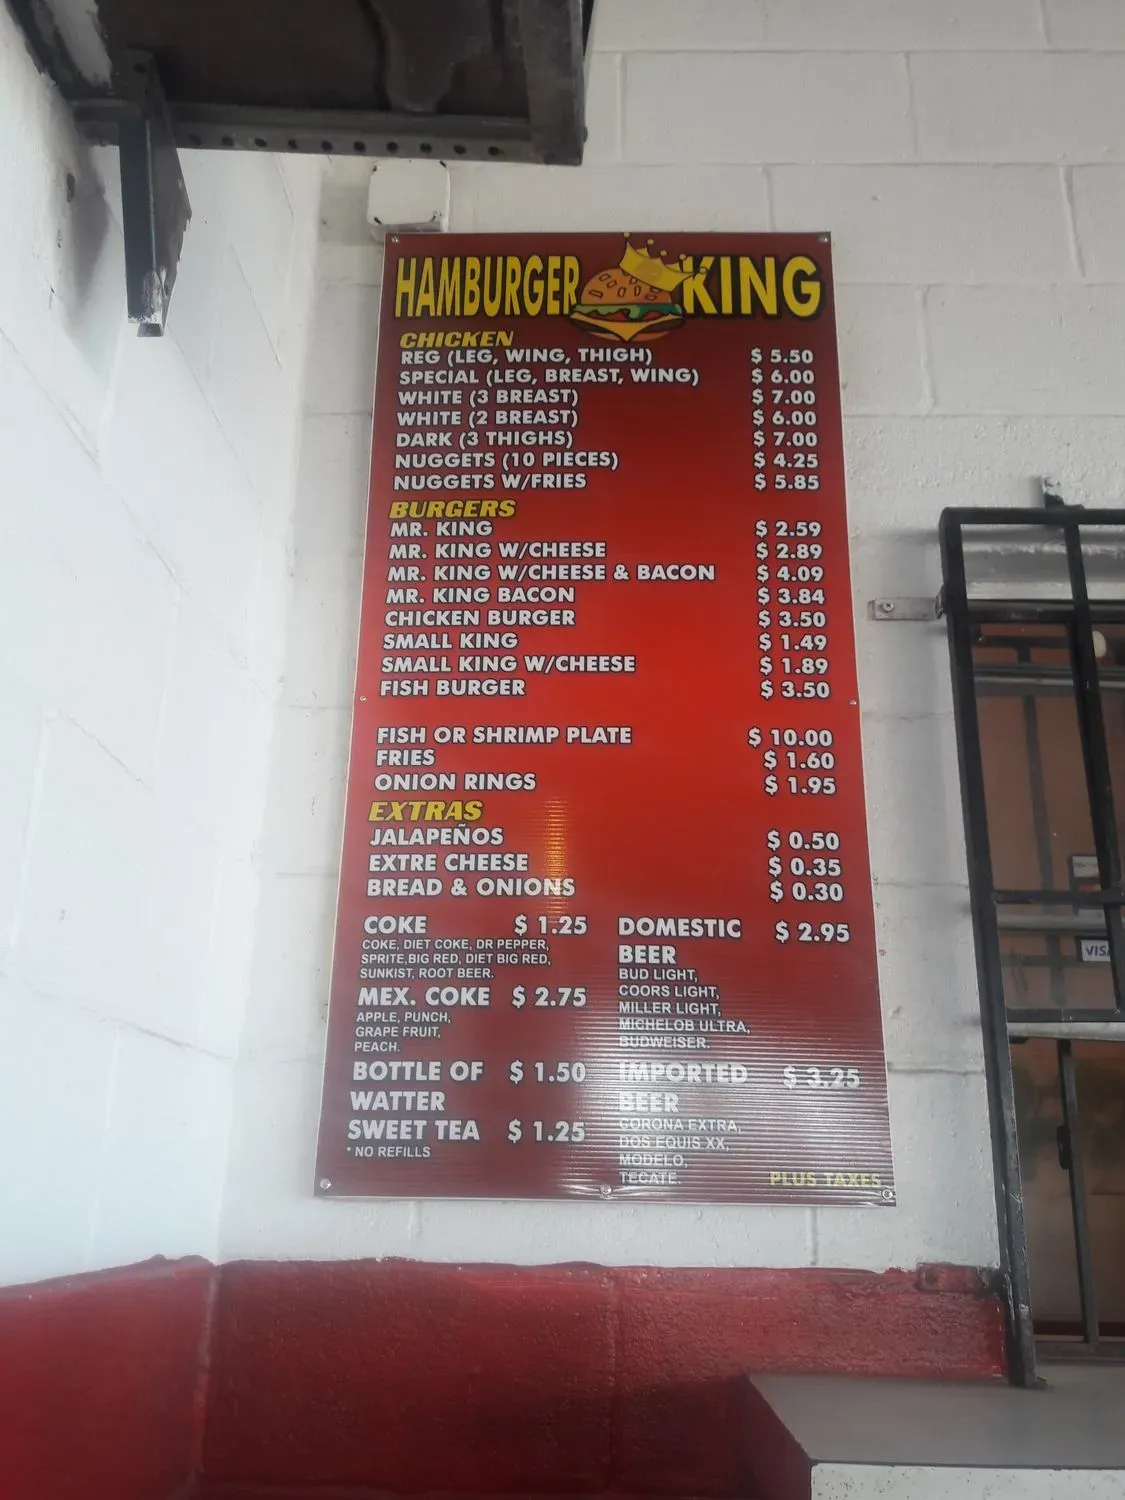 HAMBURGER KING
CHICKEN
REG (LEG, WING, THIGH) $ 5.50
SPECIAL (LEG, BREAST, WING) $ 6.00
WHITE (3 BREAST) $ 7.00
WHITE (2 BREAST) $ 6.00
DARK (3 THIGHS) $ 7.00
NUGGETS (10 PIECES) $ 4.25
NUGGETS W/FRIES $ 5.85
BURGERS
MR. KING $ 2.59
MR. KING W/CHEESE $ 2.89
MR. KING W/CHEESE & BACON $ 4.09
MR. KING BACON $ 3.84
CHICKEN BURGER $ 3.50
SMALL KING $ 1.49
SMALL KING W/CHEESE $ 1.89
FISH BURGER $ 3.50
FISH OR SHRIMP PLATE $ 10.00
FRIES $ 1.60
ONION RINGS $ 1.95
EXTRAS
JALAPEÑOS $ 0.50
EXTRE CHEESE $ 0.35
BREAD & ONIONS $ 0.30
COKE $ 1.25
COKE, DIET COKE, DR PEPPER,
SPRITE,BIG RED, DIET BIG RED,
SUNKIST, ROOT BEER.
MEX. COKE $ 2.75
APPLE, PUNCH,
GRAPE FRUIT,
PEACH.
BOTTLE OF $ 1.50
WATTER
SWEET TEA $ 1.25
* NO REFILLS
DOMESTIC $ 2.95
BEER
BUD LIGHT,
COORS LIGHT,
MILLER LIGHT,
MICHELOB ULTRA,
BUDWEISER.
IMPORTED $ 3.25
BEER
CORONA EXTRA,
DOS EQUIS XX,
MODELO,
TECATE.
PLUS TAXES
VISA